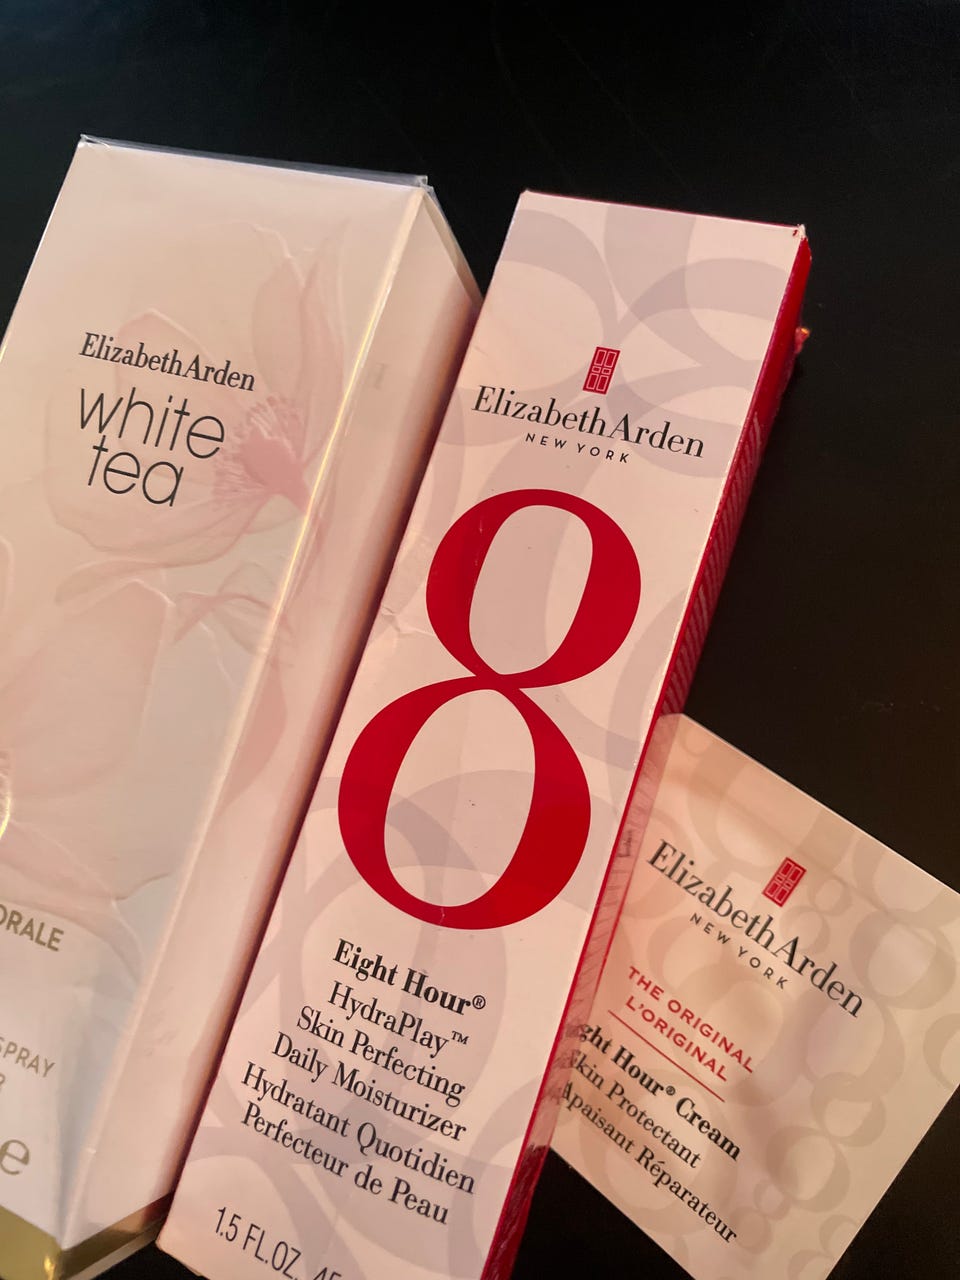 ElizabethArden
white
tea
ORALE
SPRAY
e
ElizabethArden
NEW YORK
8
Eight Hour®
HydraPlay™
Skin Perfecting
Daily Moisturizer
Hydratant Quotidien
Perfecteur de Peau
1.5 FL.OZ.
ElizabethArden
NEW YORK
THE ORIGINAL
L'ORIGINAL
ght Hour® Cream
Skin Protectant
Apaisant Réparateur